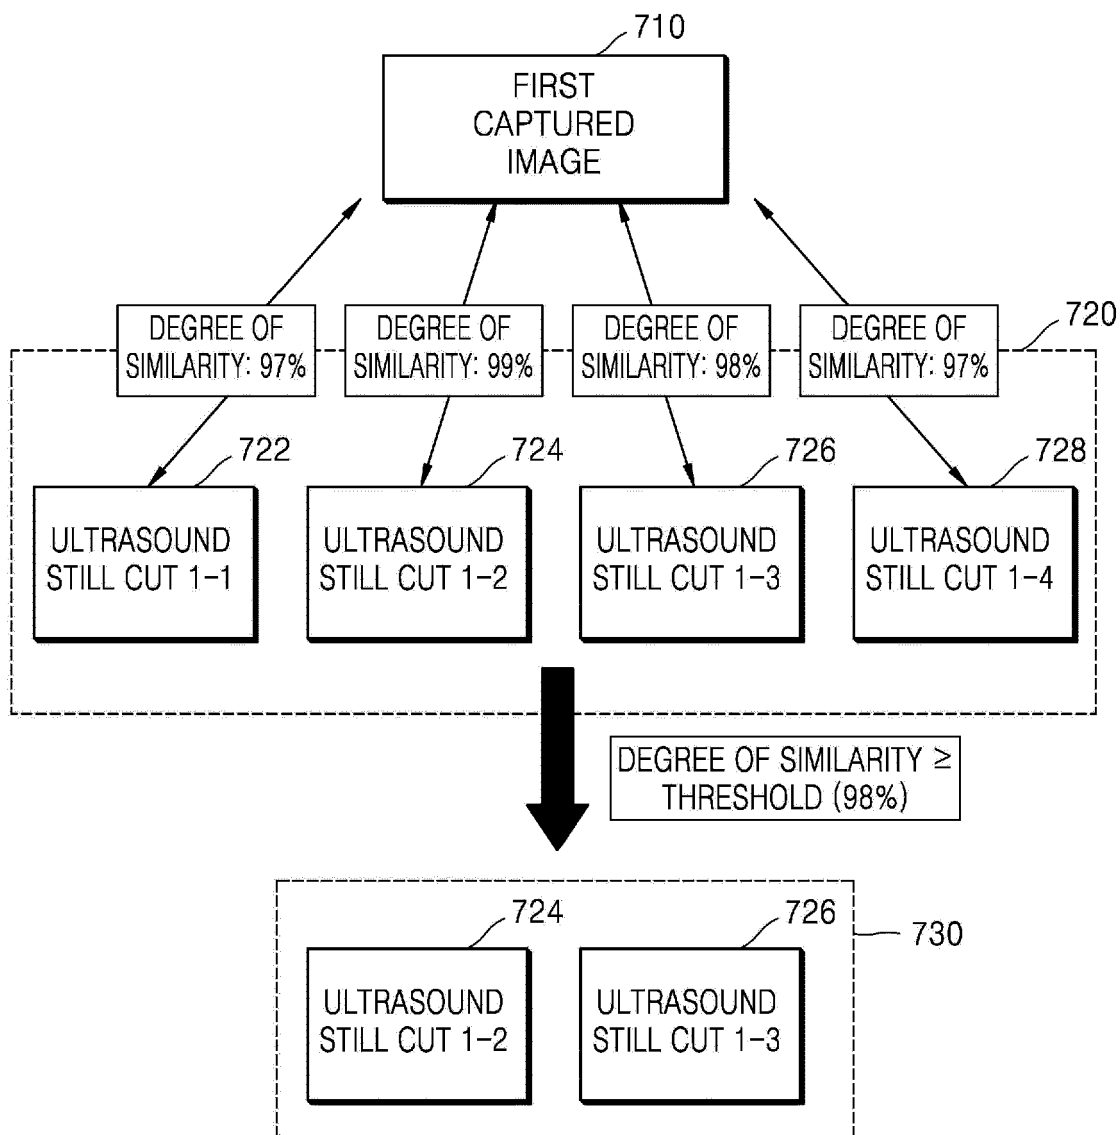 710
FIRST
CAPTURED
IMAGE
DEGREE OF
SIMILARITY: 97%
DEGREE OF
SIMILARITY: 99%
DEGREE OF
SIMILARITY: 98%
DEGREE OF
SIMILARITY: 97%
720
722
724
726
728
ULTRASOUND
STILL CUT 1-1
ULTRASOUND
STILL CUT 1-2
ULTRASOUND
STILL CUT 1-3
ULTRASOUND
STILL CUT 1-4
DEGREE OF SIMILARITY ≥
THRESHOLD (98%)
724
726
730
ULTRASOUND
STILL CUT 1-2
ULTRASOUND
STILL CUT 1-3